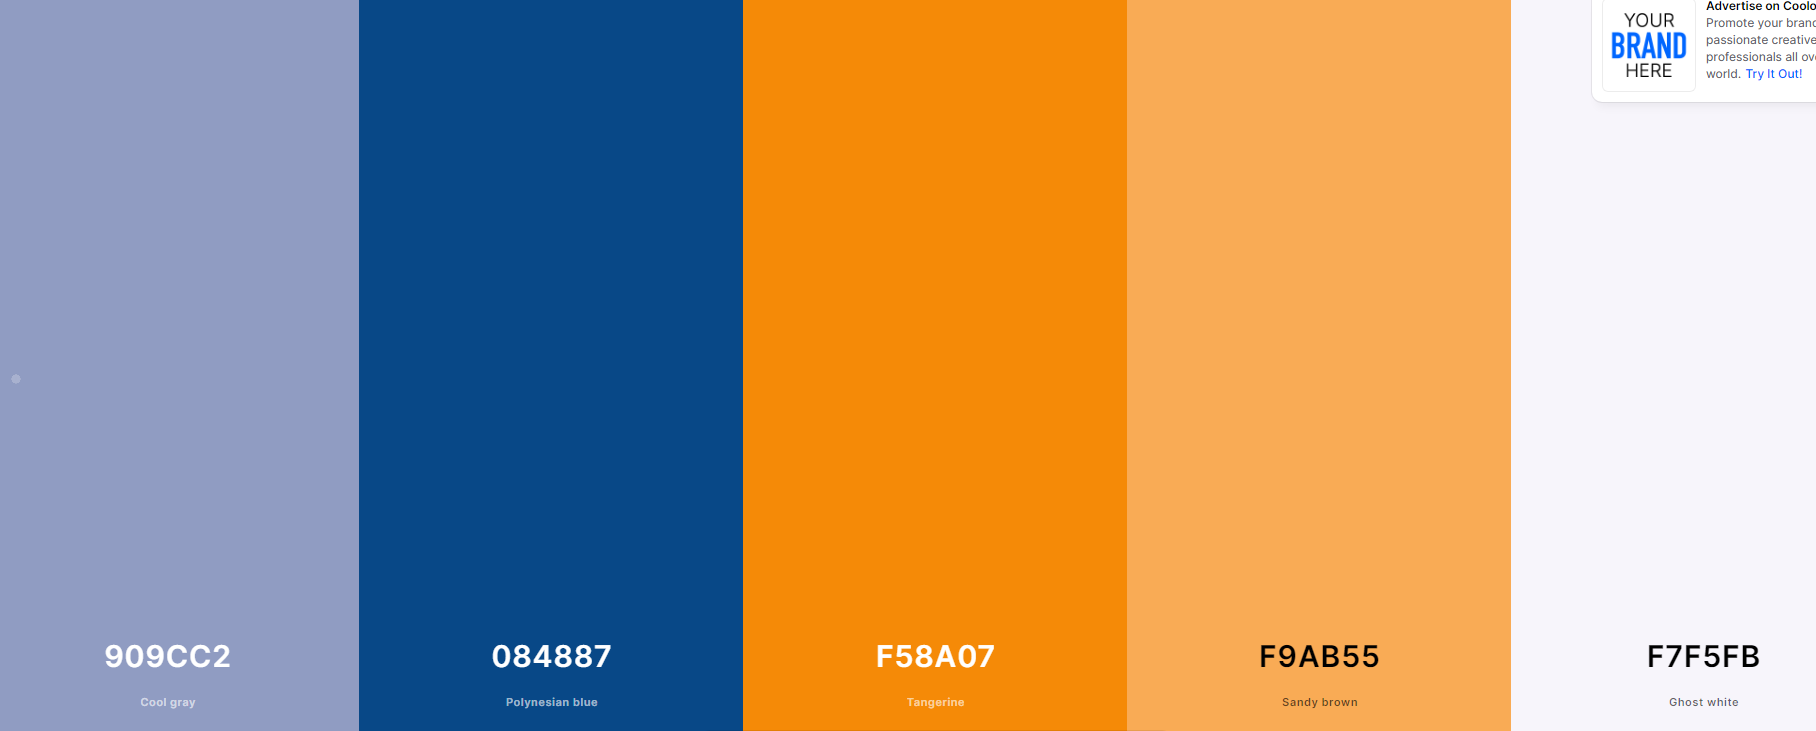 YOUR
BRAND
HERE
Advertise on Coolo
Promote your bran
passionate creative
professionals all ov
world. Try It Out!
909CC2
Cool gray
084887
Polynesian blue
F58A07
Tangerine
F9AB55
Sandy brown
F7F5FB
Ghost white